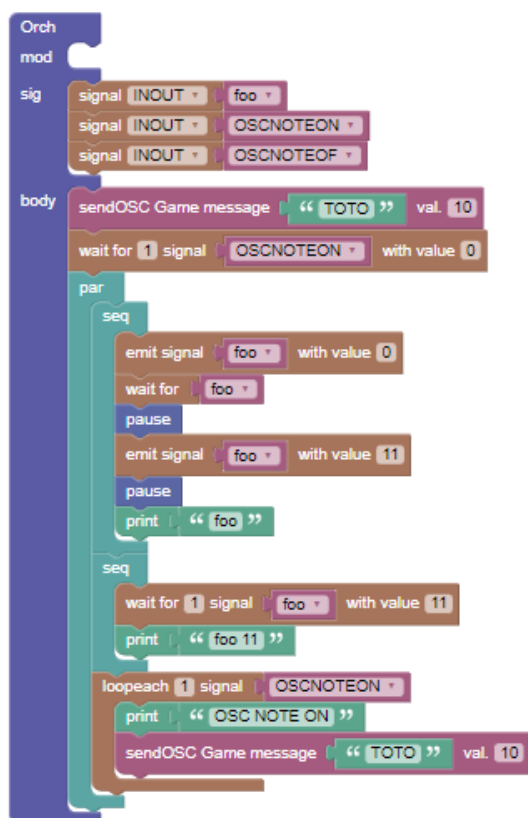 Orch
mod
sig signal INOUT foo
signal INOUT OSCNOTEON
signal INOUT OSCNOTEOF
body sendOSC Game message “ TOTO ” val. 10
wait for 1 signal OSCNOTEON with value 0
par
seq
emit signal foo with value 0
wait for foo
pause
emit signal foo with value 11
pause
print “ foo ”
seq
wait for 1 signal foo with value 11
print “ foo 11 ”
loopeach 1 signal OSCNOTEON
print “ OSC NOTE ON ”
sendOSC Game message “ TOTO ” val. 10